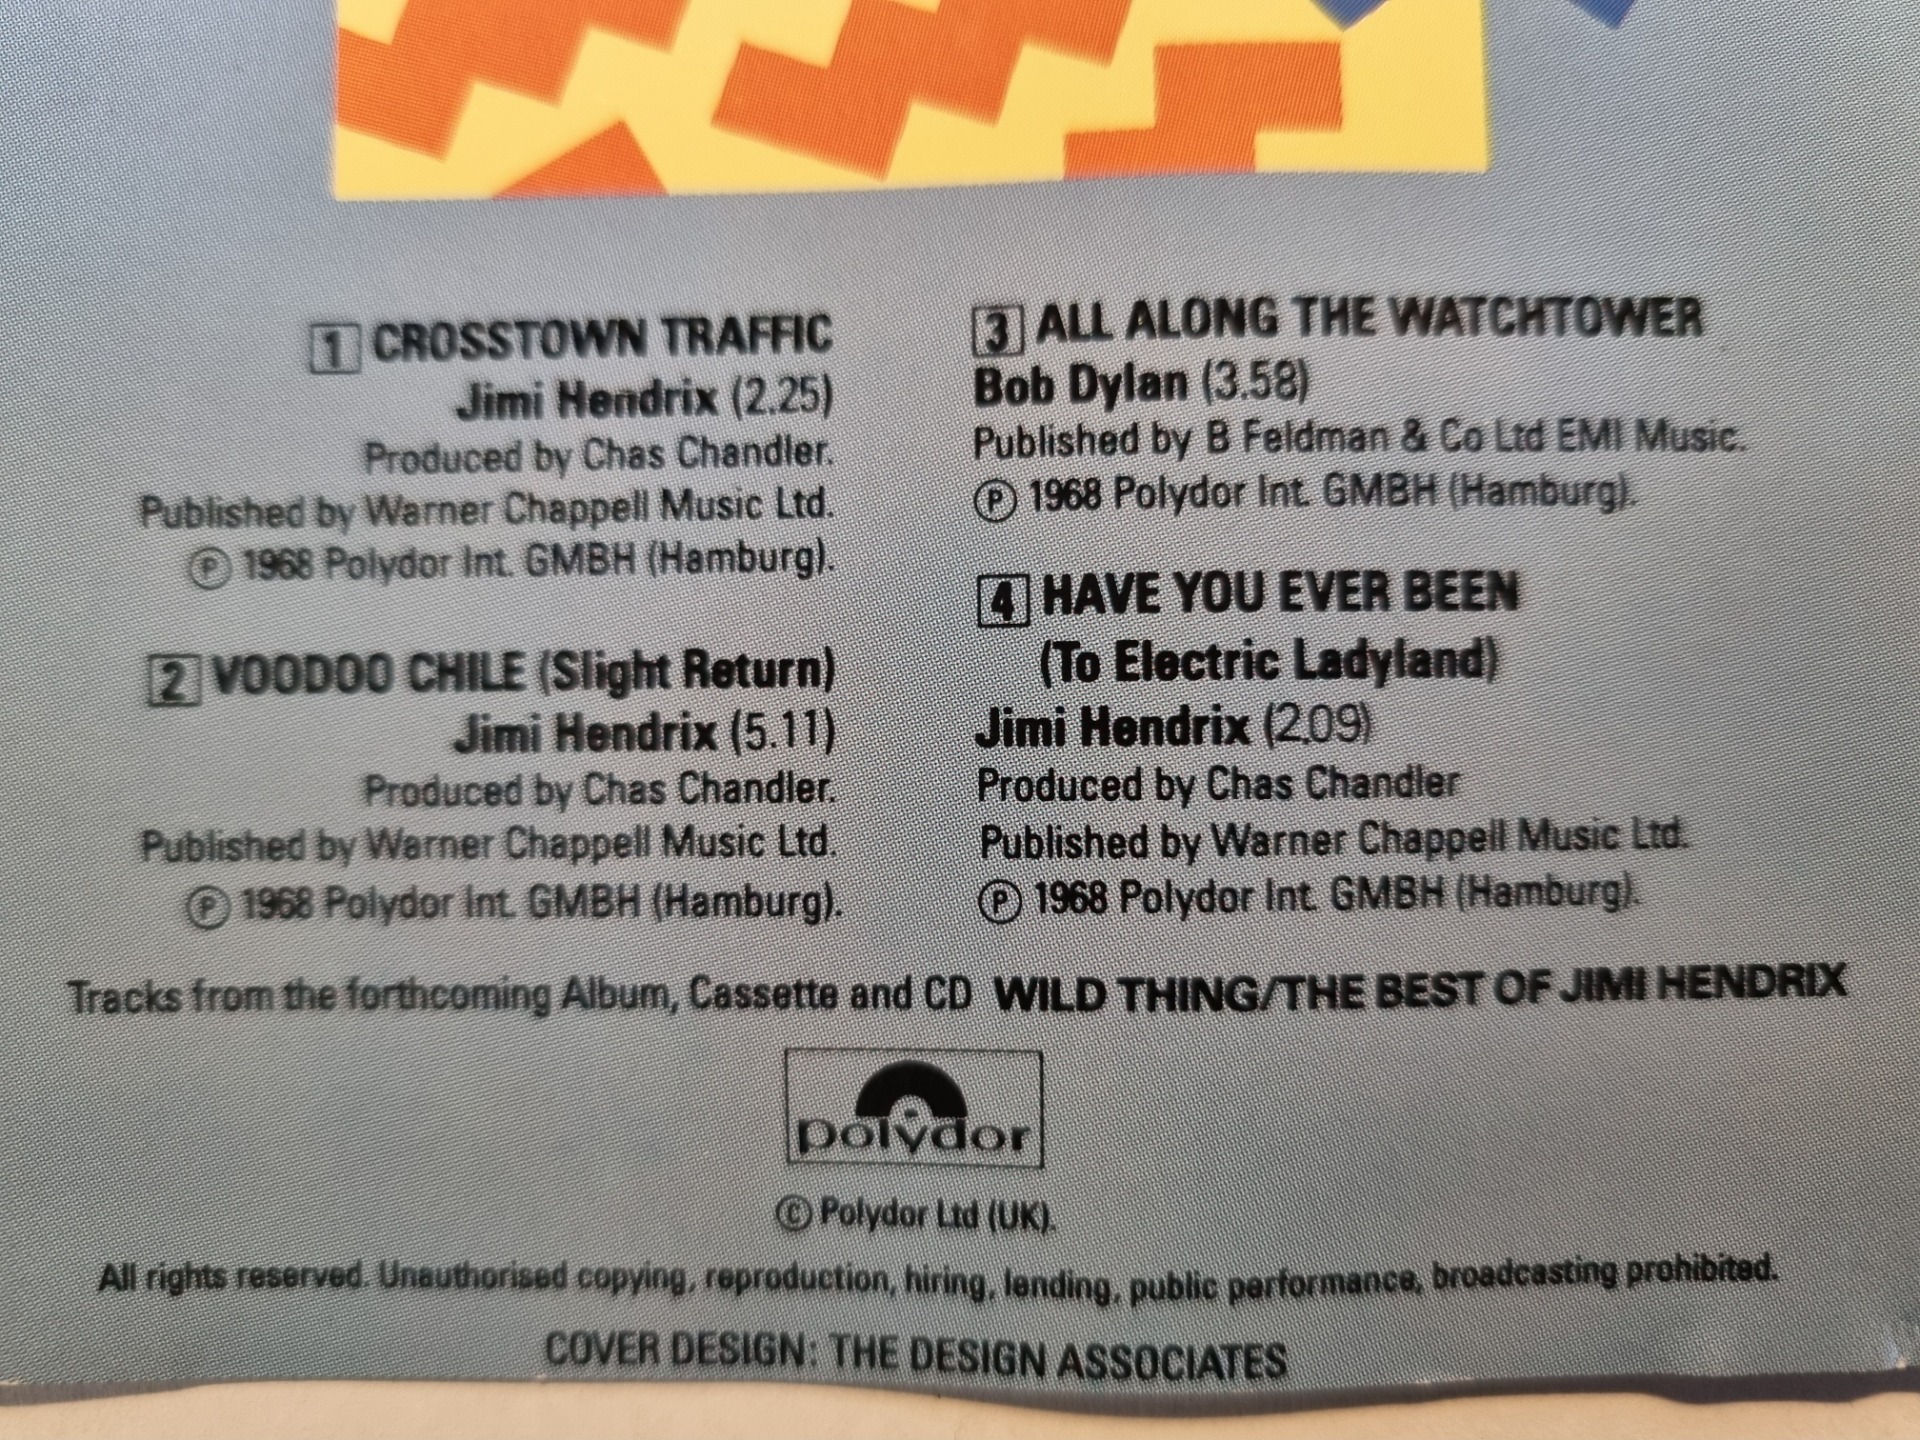 1 CROSSTOWN TRAFFIC
Jimi Hendrix (2.25)
Produced by Chas Chandler.
Published by Warner Chappell Music Ltd.
Ⓟ 1968 Polydor Int. GMBH (Hamburg).
2 VOODOO CHILE (Slight Return)
Jimi Hendrix (5.11)
Produced by Chas Chandler.
Published by Warner Chappell Music Ltd.
Ⓟ 1968 Polydor Int. GMBH (Hamburg).
3 ALL ALONG THE WATCHTOWER
Bob Dylan (3.58)
Published by B Feldman & Co Ltd EMI Music.
Ⓟ 1968 Polydor Int. GMBH (Hamburg).
4 HAVE YOU EVER BEEN
(To Electric Ladyland)
Jimi Hendrix (2.09)
Produced by Chas Chandler
Published by Warner Chappell Music Ltd.
Ⓟ 1968 Polydor Int. GMBH (Hamburg).
Tracks from the forthcoming Album, Cassette and CD WILD THING/THE BEST OF JIMI HENDRIX
polydor
© Polydor Ltd (UK).
All rights reserved. Unauthorised copying, reproduction, hiring, lending, public performance, broadcasting prohibited.
COVER DESIGN: THE DESIGN ASSOCIATES